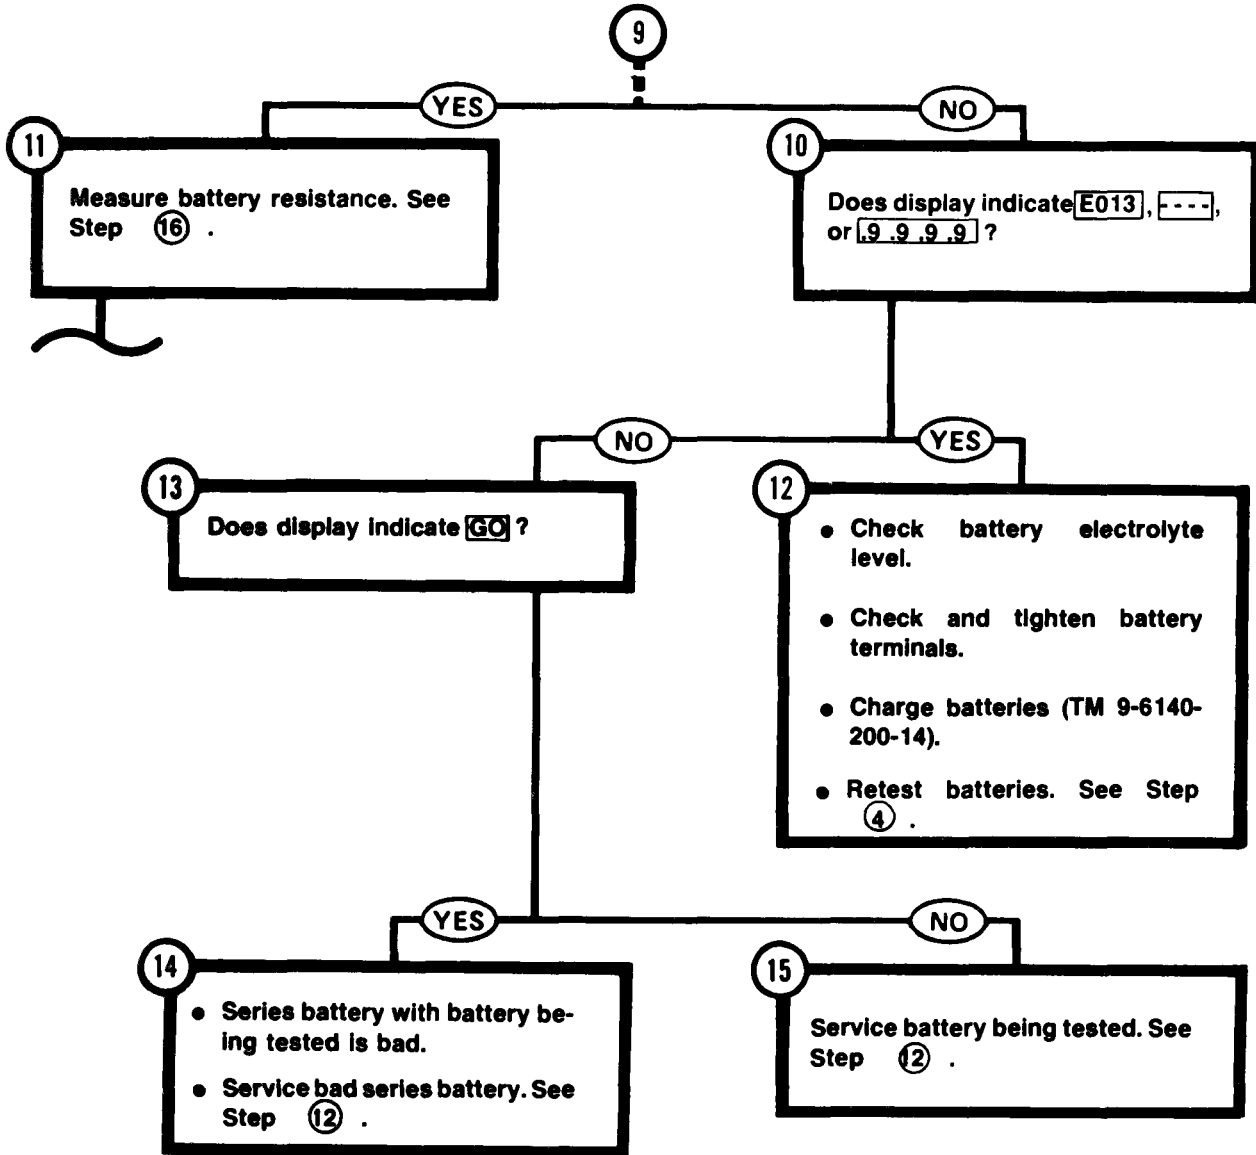 9
YES
NO
11
Measure battery resistance. See
Step 16 .
10
Does display indicate E013 , ---- ,
or .9 .9 .9 .9 ?
NO
YES
13
Does display indicate GO ?
12
• Check battery electrolyte
level.
• Check and tighten battery
terminals.
• Charge batteries (TM 9-6140-
200-14).
• Retest batteries. See Step
4 .
YES
NO
14
• Series battery with battery be-
ing tested is bad.
• Service bad series battery. See
Step 12 .
15
Service battery being tested. See
Step 12 .